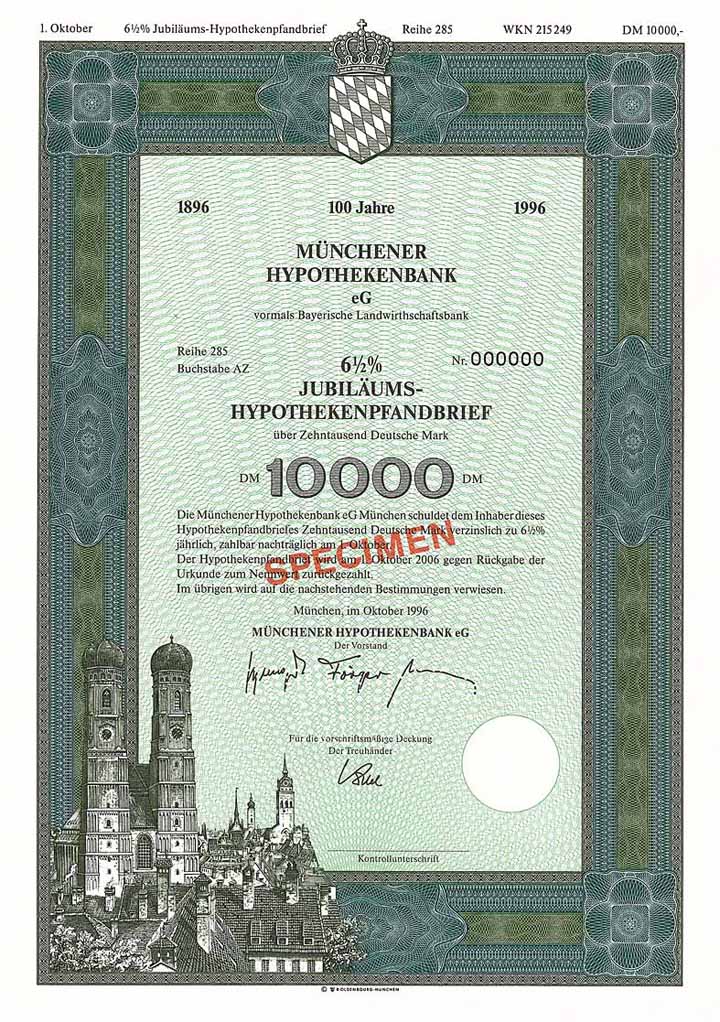 1. Oktober 6½% Jubiläums-Hypothekenpfandbrief Reihe 285 WKN 215249 DM 10000,-
1896 100 Jahre 1996
MÜNCHENER
HYPOTHEKENBANK
eG
vormals Bayerische Landwirthschaftsbank
Reihe 285
Buchstabe AZ
6½% Nr. 000000
JUBILÄUMS-
HYPOTHEKENPFANDBRIEF
über Zehntausend Deutsche Mark
DM 10000 DM
Die Münchener Hypothekenbank eG München schuldet dem Inhaber dieses
Hypothekenpfandbriefes Zehntausend Deutsche Mark verzinslich zu 6½%
jährlich, zahlbar nachträglich am 1. Oktober.
Der Hypothekenpfandbrief wird am 1. Oktober 2006 gegen Rückgabe der
Urkunde zum Nennwert zurückgezahlt.
Im übrigen wird auf die nachstehenden Bestimmungen verwiesen.
SPECIMEN
München, im Oktober 1996
MÜNCHENER HYPOTHEKENBANK eG
Der Vorstand
Für die vorschriftsmäßige Deckung
Der Treuhänder
Kontrollunterschrift
R. OLDENBOURG · MÜNCHEN